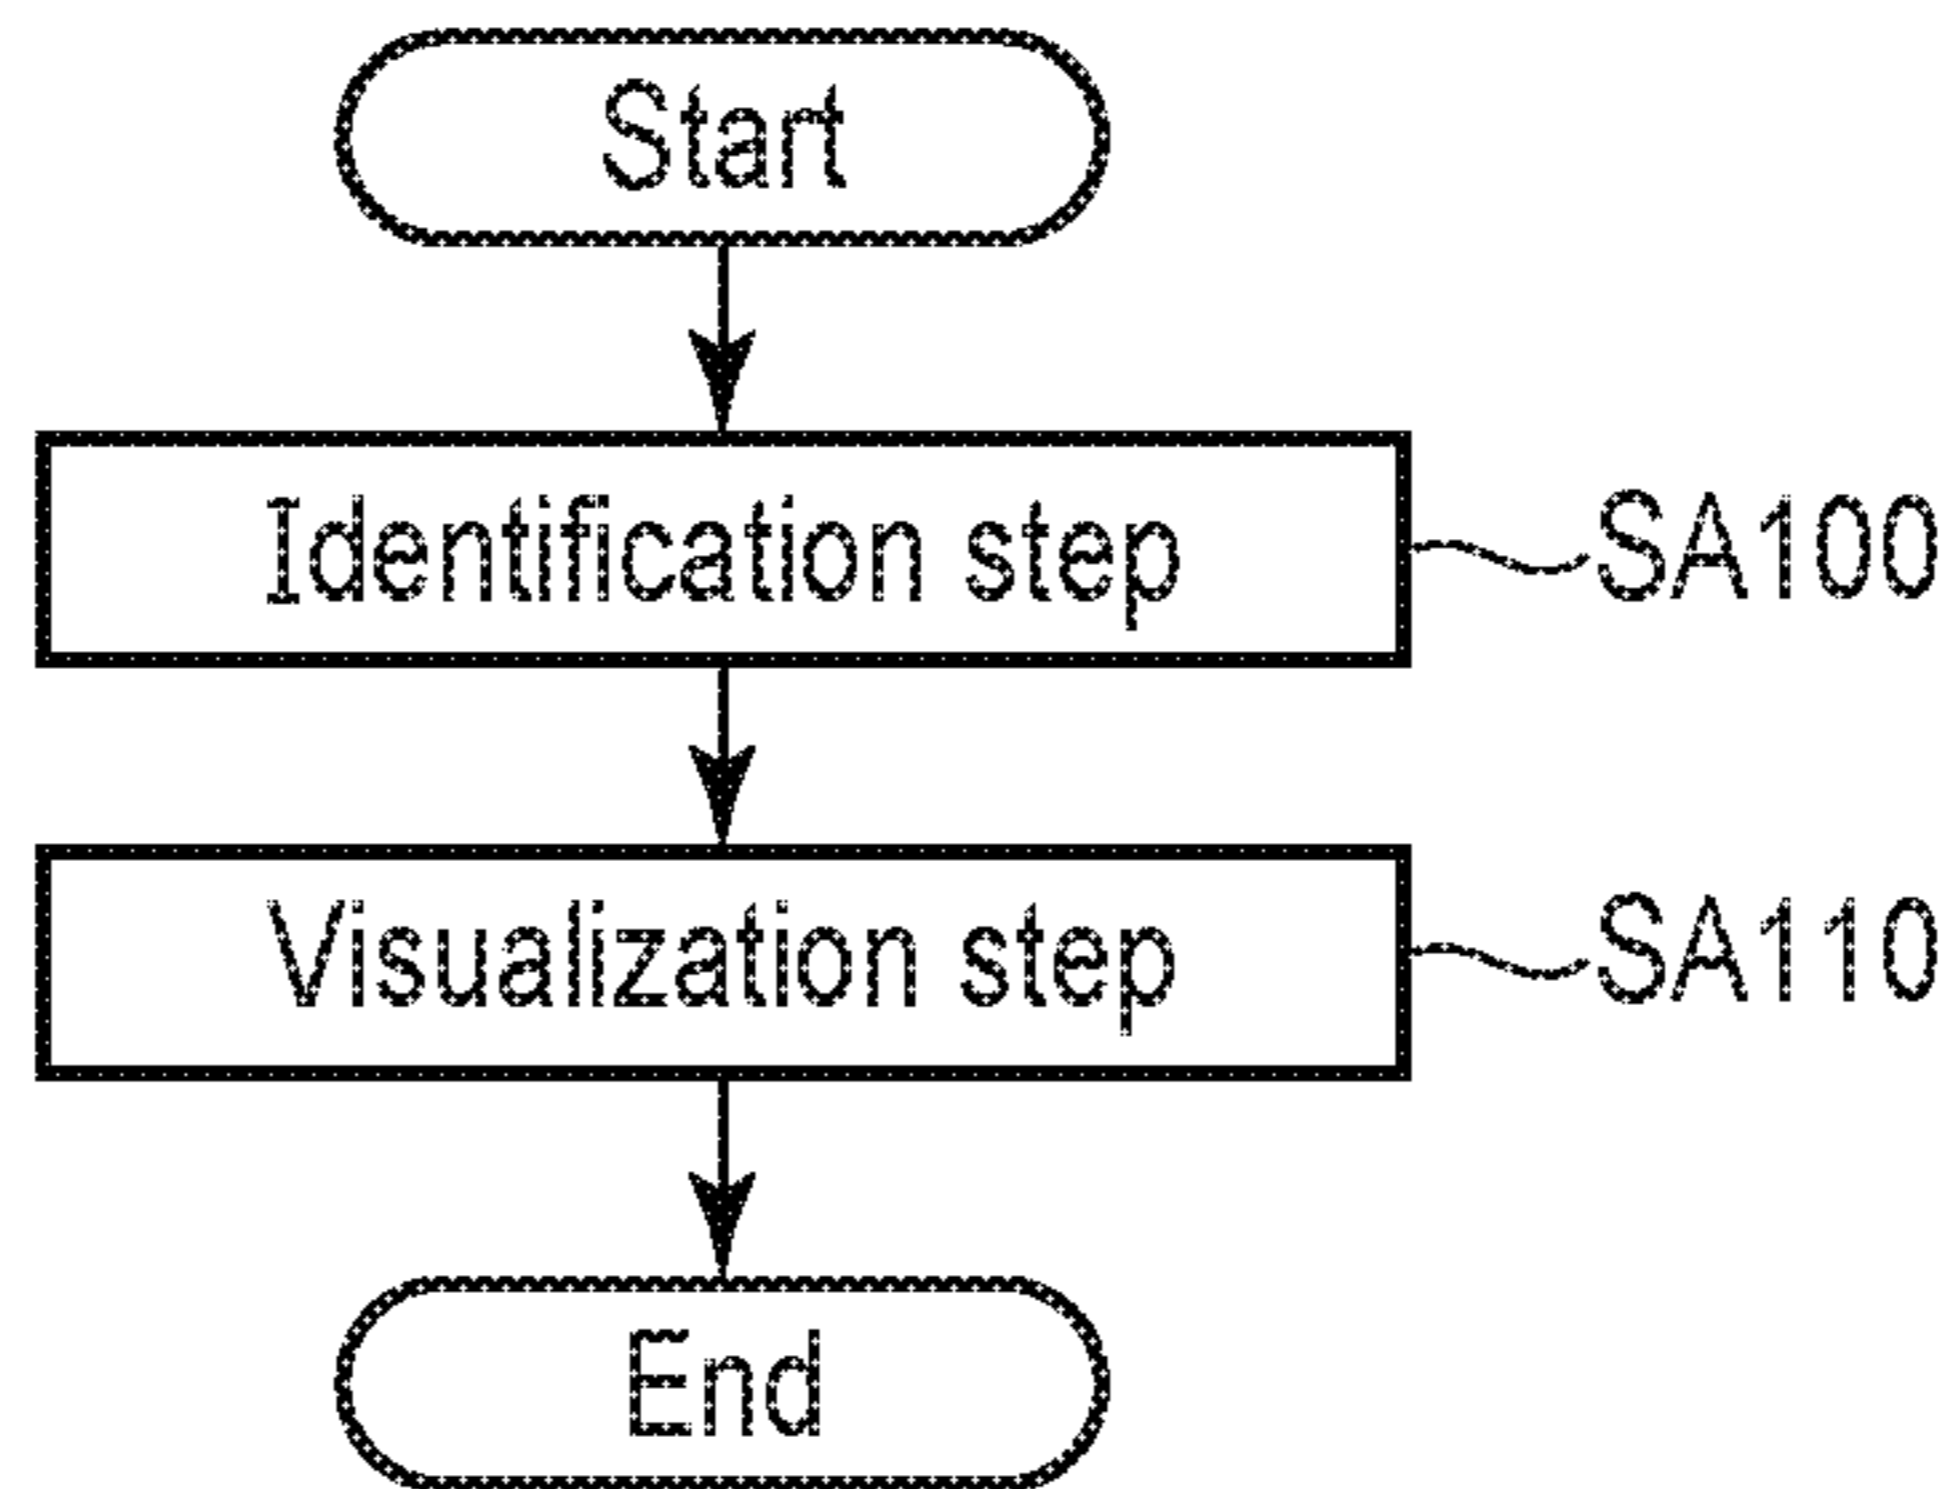 Start
Identification step
SA100
Visualization step
SA110
End